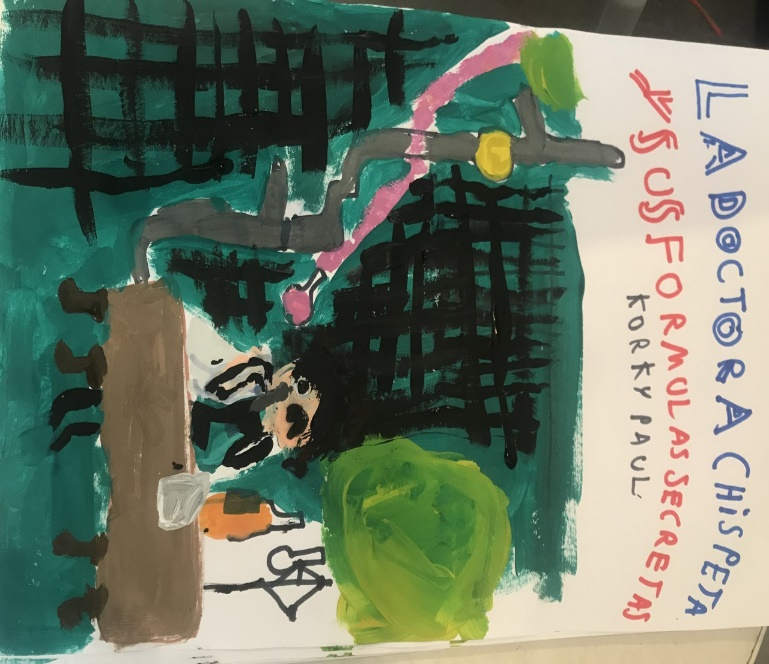 LA DOCTORA CHiSPETA
Y SUS FORMULAS SECRETAS
KORKY PAUL